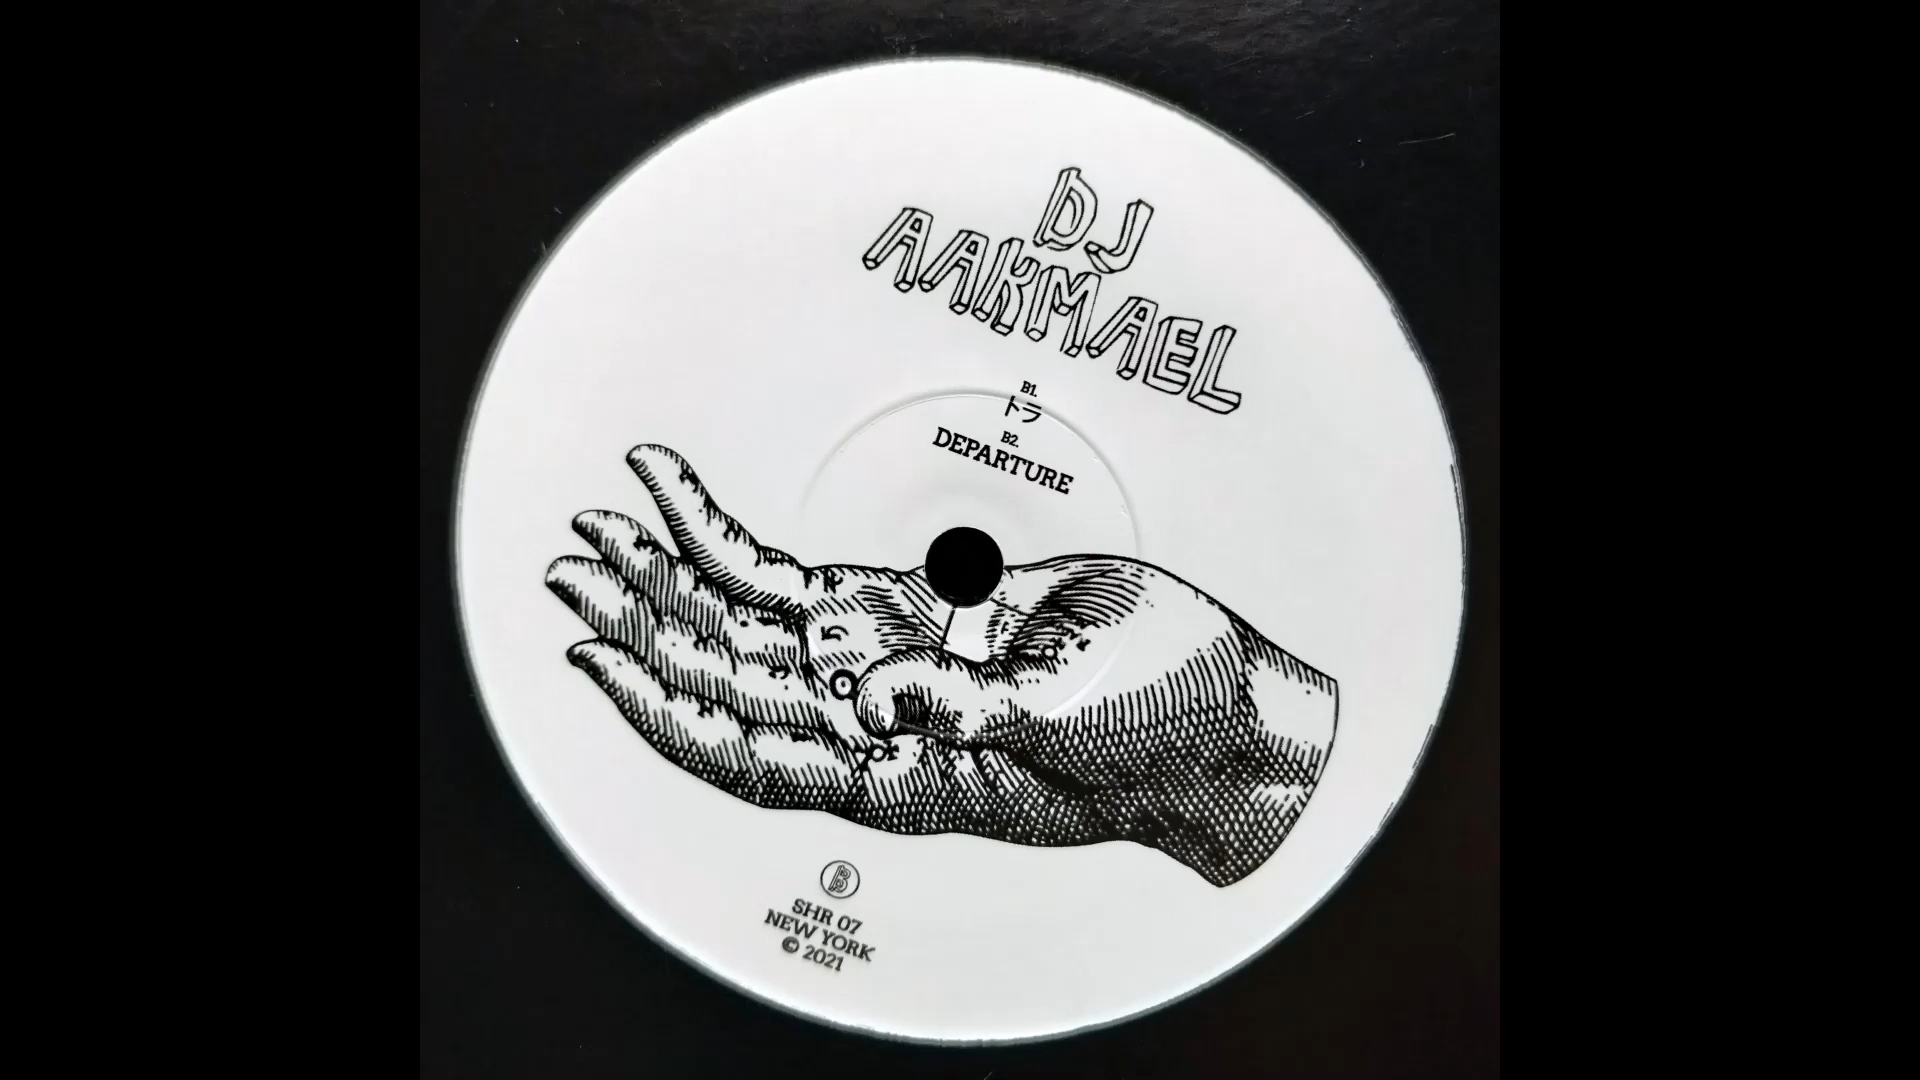 DJ
AAKMAEL
B1.
トラ
B2.
DEPARTURE
B
SHR 07
NEW YORK
© 2021